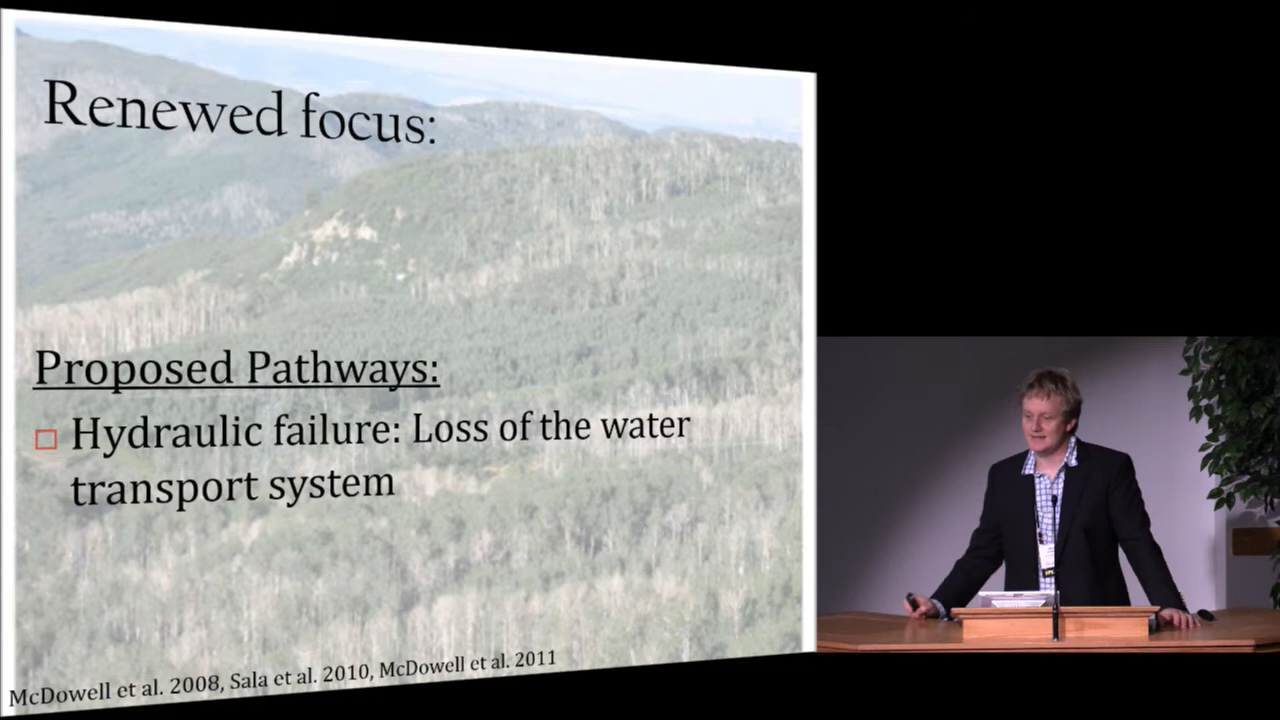 Renewed focus:
Proposed Pathways:
Hydraulic failure: Loss of the water
transport system
McDowell et al. 2008, Sala et al. 2010, McDowell et al. 2011